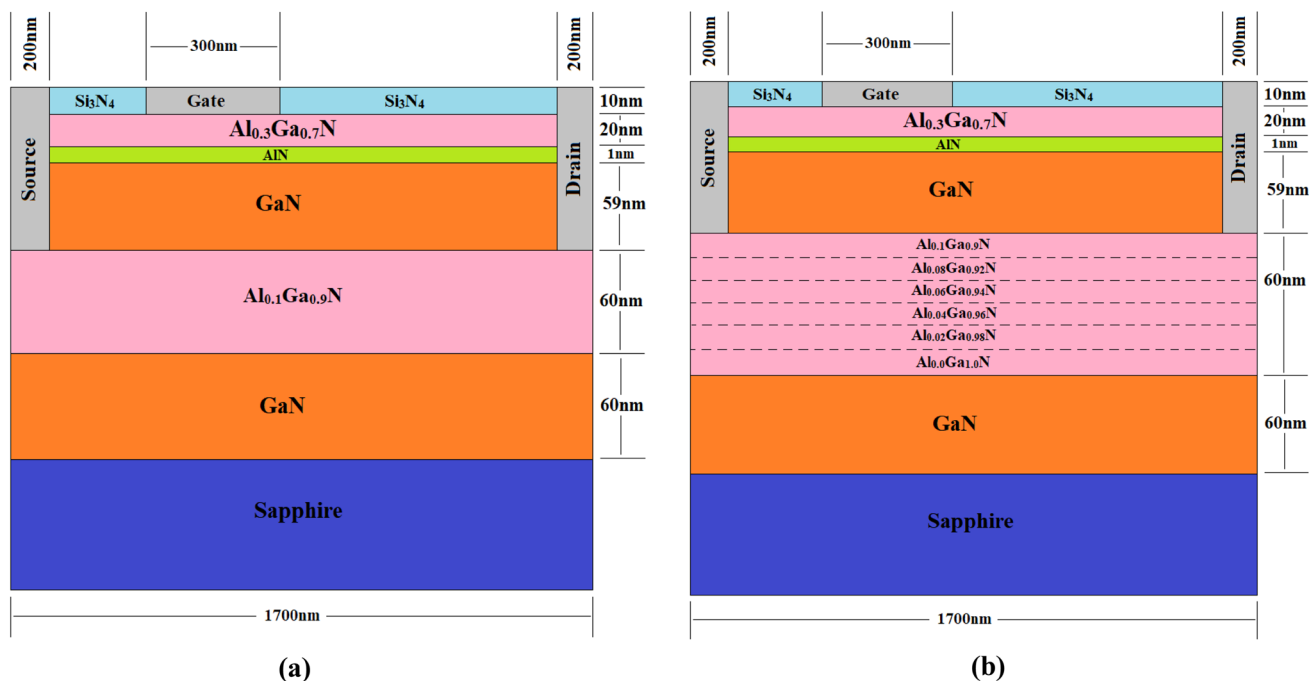 200nm
300nm
200nm
Si₃N₄
Gate
Si₃N₄
10nm
Al₀.₃Ga₀.₇N
20nm
AlN
1nm
Source
GaN
Drain
59nm
Al₀.₁Ga₀.₉N
60nm
GaN
60nm
Sapphire
1700nm
(a)
200nm
300nm
200nm
Si₃N₄
Gate
Si₃N₄
10nm
Al₀.₃Ga₀.₇N
20nm
AlN
1nm
Source
GaN
Drain
59nm
Al₀.₁Ga₀.₉N
Al₀.₀₈Ga₀.₉₂N
Al₀.₀₆Ga₀.₉₄N
Al₀.₀₄Ga₀.₉₆N
Al₀.₀₂Ga₀.₉₈N
Al₀.₀Ga₁.₀N
60nm
GaN
60nm
Sapphire
1700nm
(b)